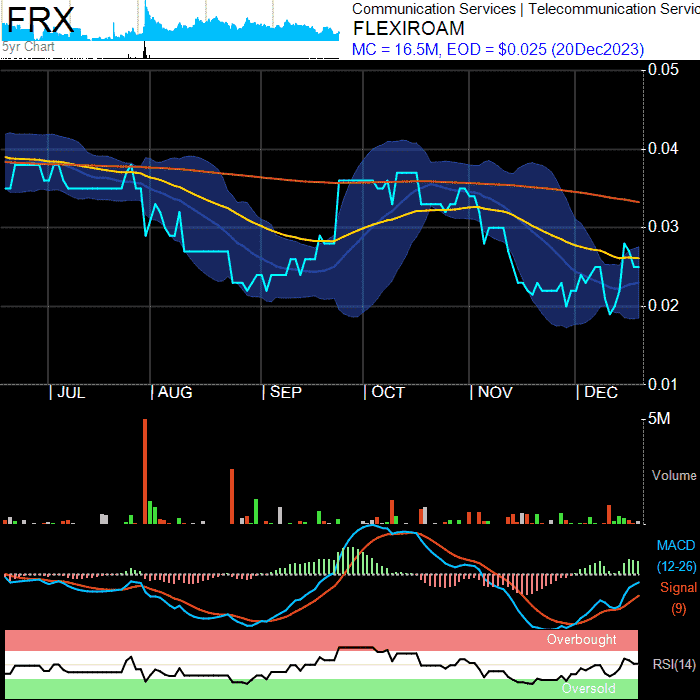 FRX
5yr Chart
Communication Services | Telecommunication Servic
FLEXIROAM
MC = 16.5M, EOD = $0.025 (20Dec2023)
0.05
0.04
0.03
0.02
0.01
| JUL | AUG | SEP | OCT | NOV | DEC
5M
Volume
MACD
(12-26)
Signal
(9)
Overbought
RSI(14)
Oversold